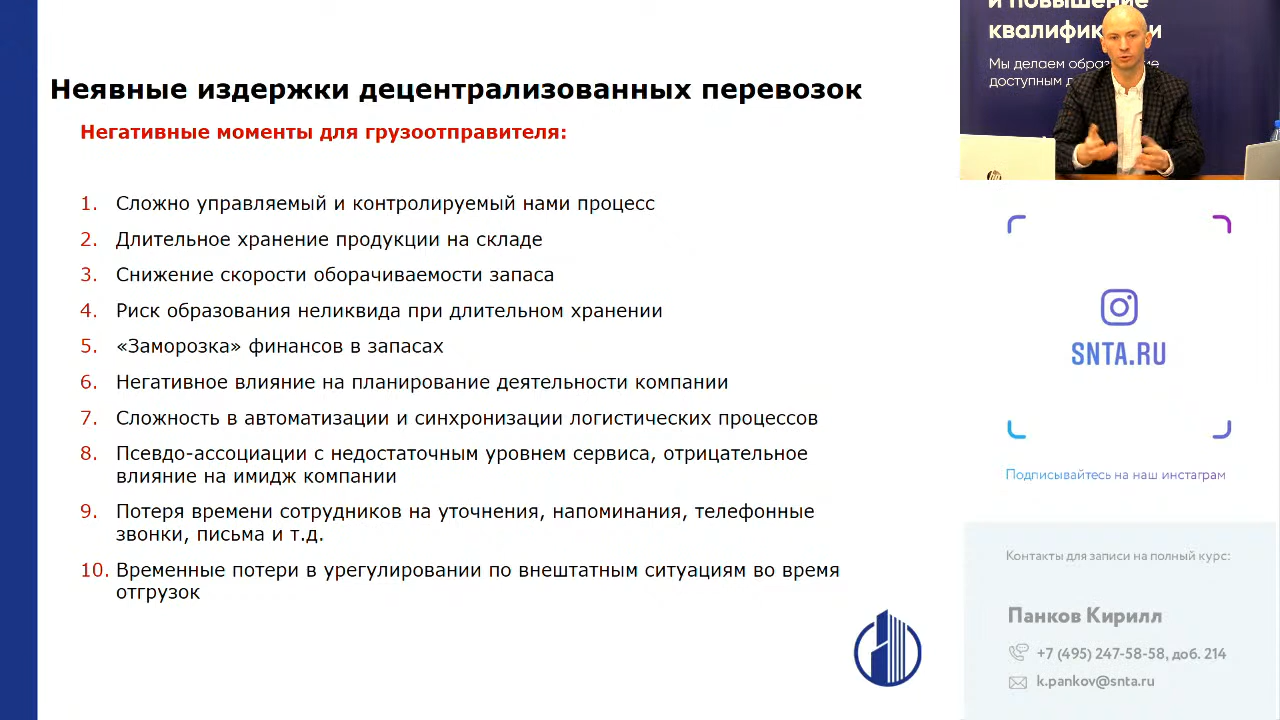 Неявные издержки децентрализованных перевозок
Негативные моменты для грузоотправителя:
1. Сложно управляемый и контролируемый нами процесс
2. Длительное хранение продукции на складе
3. Снижение скорости оборачиваемости запаса
4. Риск образования неликвида при длительном хранении
5. «Заморозка» финансов в запасах
6. Негативное влияние на планирование деятельности компании
7. Сложность в автоматизации и синхронизации логистических процессов
8. Псевдо-ассоциации с недостаточным уровнем сервиса, отрицательное
влияние на имидж компании
9. Потеря времени сотрудников на уточнения, напоминания, телефонные
звонки, письма и т.д.
10. Временные потери в урегулировании по внештатным ситуациям во время
отгрузок
и повышение
Мы делаем
доступным
hp
SNTA.RU
Подписывайтесь на наш инстаграм
Контакты для записи на полный курс:
Панков Кирилл
+7 (495) 247-58-58, доб. 214
k.pankov@snta.ru